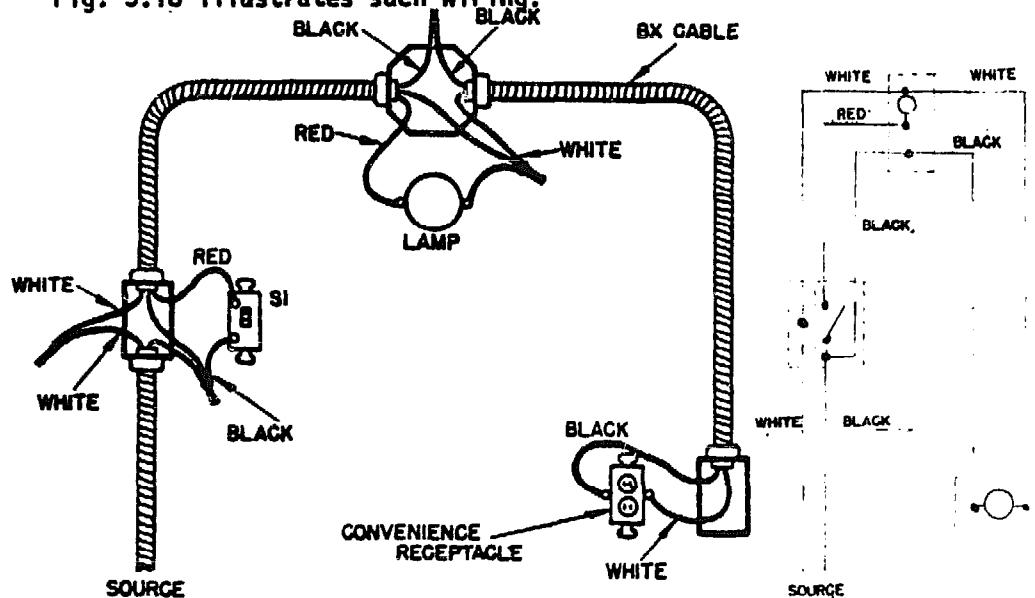 Fig. 5.18 illustrates such wiring.
BLACK
BLACK
BX CABLE
RED
WHITE
LAMP
RED
WHITE
S1
WHITE
BLACK
BLACK
CONVENIENCE
RECEPTACLE
WHITE
SOURCE
WHITE
WHITE
RED
BLACK
BLACK
WHITE
BLACK
SOURCE